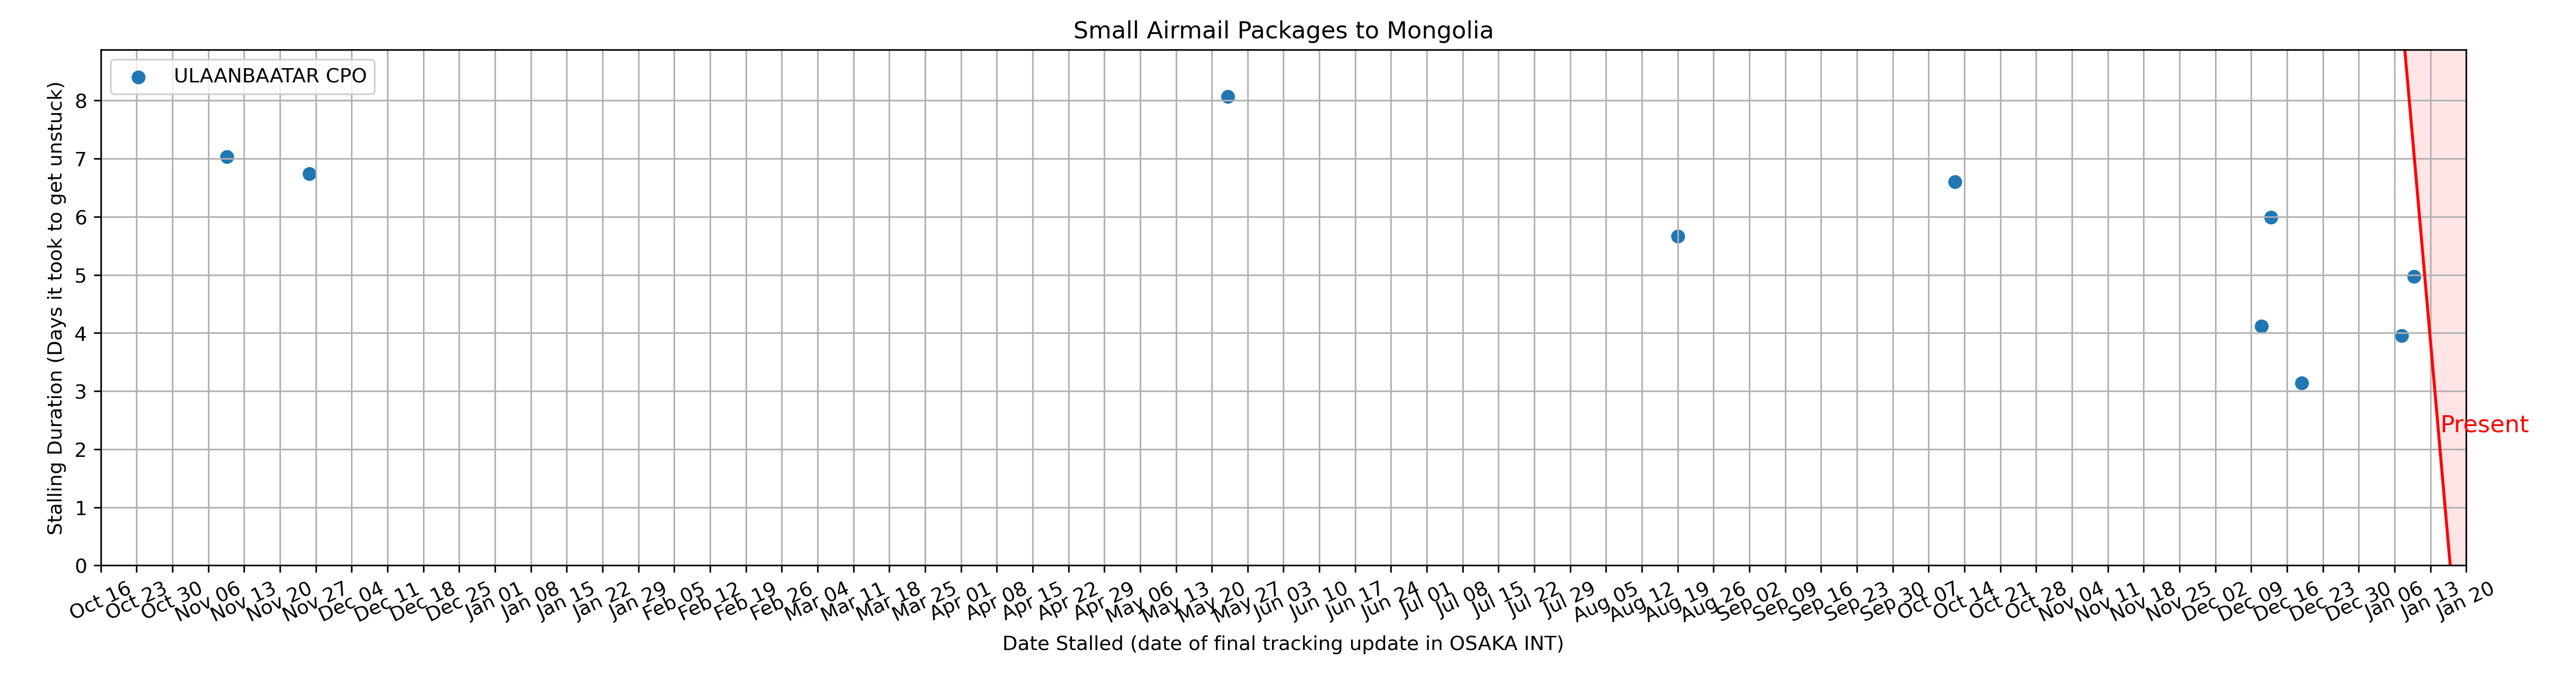 Small Airmail Packages to Mongolia
ULAANBAATAR CPO
Stalling Duration (Days it took to get unstuck)
8
7
6
5
4
3
2
1
0
Present
Oct 16 Oct 23 Oct 30 Nov 06 Nov 13 Nov 20 Nov 27 Dec 04 Dec 11 Dec 18 Dec 25 Jan 01 Jan 08 Jan 15 Jan 22 Jan 29 Feb 05 Feb 12 Feb 19 Feb 26 Mar 04 Mar 11 Mar 18 Mar 25 Apr 01 Apr 08 Apr 15 Apr 22 Apr 29 May 06 May 13 May 20 May 27 Jun 03 Jun 10 Jun 17 Jun 24 Jul 01 Jul 08 Jul 15 Jul 22 Jul 29 Aug 05 Aug 12 Aug 19 Aug 26 Sep 02 Sep 09 Sep 16 Sep 23 Sep 30 Oct 07 Oct 14 Oct 21 Oct 28 Nov 04 Nov 11 Nov 18 Nov 25 Dec 02 Dec 09 Dec 16 Dec 23 Dec 30 Jan 06 Jan 13 Jan 20
Date Stalled (date of final tracking update in OSAKA INT)